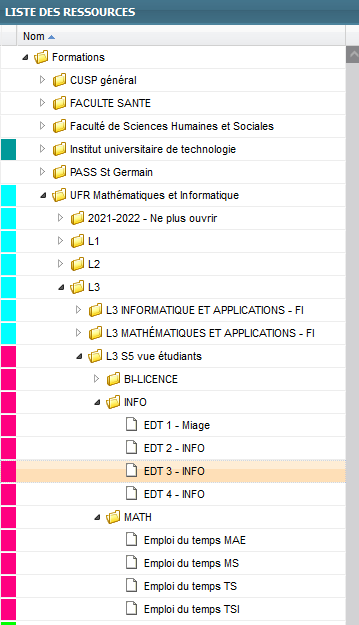 LISTE DES RESSOURCES
Nom
Formations
CUSP général
FACULTE SANTE
Faculté de Sciences Humaines et Sociales
Institut universitaire de technologie
PASS St Germain
UFR Mathématiques et Informatique
2021-2022 - Ne plus ouvrir
L1
L2
L3
L3 INFORMATIQUE ET APPLICATIONS - FI
L3 MATHÉMATIQUES ET APPLICATIONS - FI
L3 S5 vue étudiants
BI-LICENCE
INFO
EDT 1 - Miage
EDT 2 - INFO
EDT 3 - INFO
EDT 4 - INFO
MATH
Emploi du temps MAE
Emploi du temps MS
Emploi du temps TS
Emploi du temps TSI